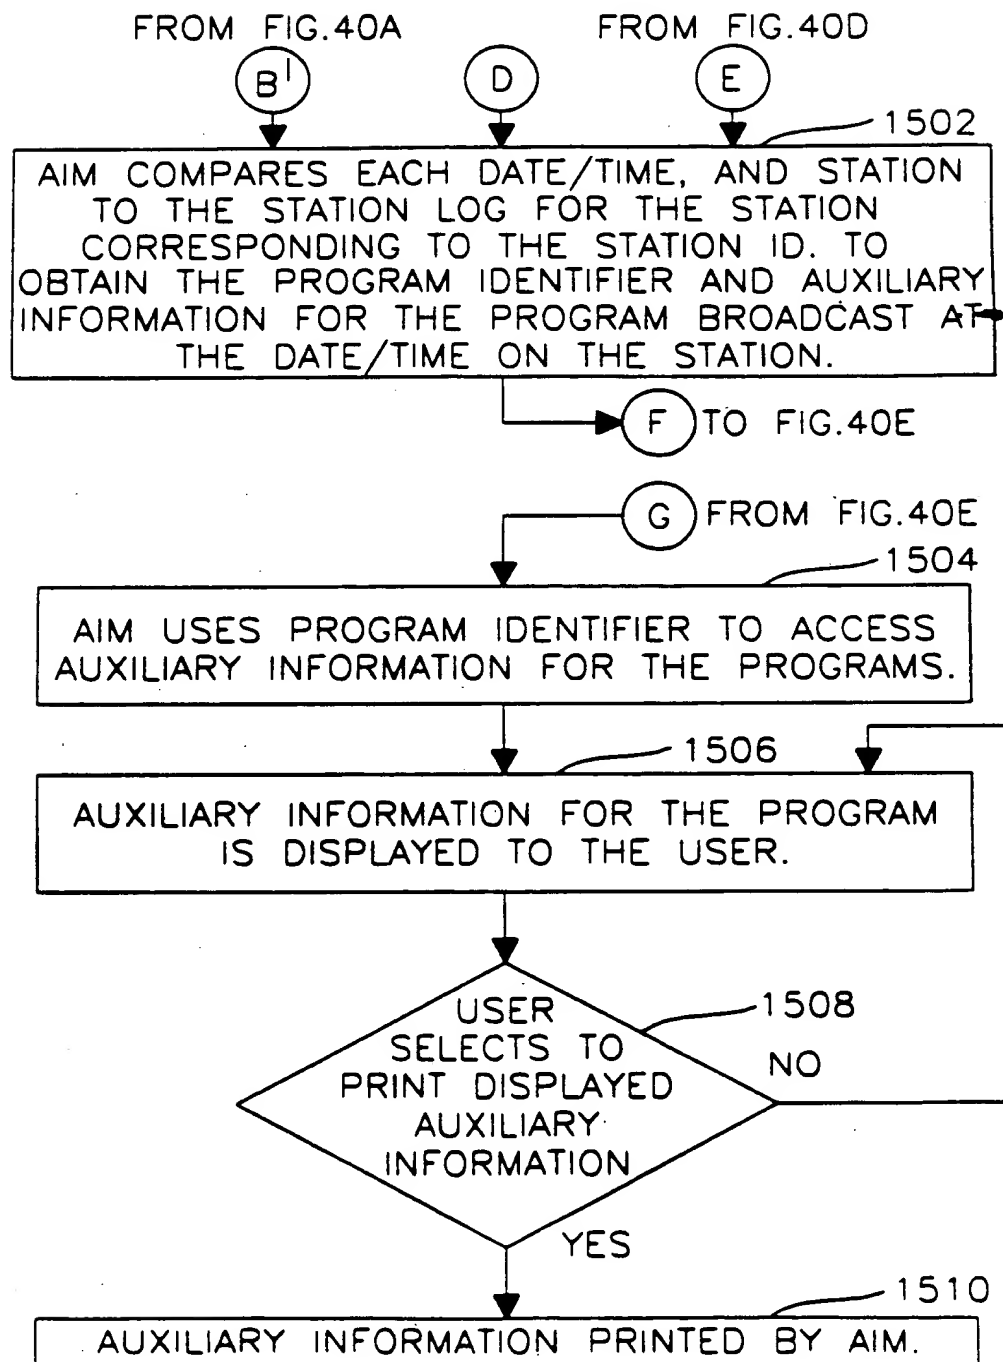 FROM FIG.40A FROM FIG.40D
B' D E
1502
AIM COMPARES EACH DATE/TIME, AND STATION
TO THE STATION LOG FOR THE STATION
CORRESPONDING TO THE STATION ID. TO
OBTAIN THE PROGRAM IDENTIFIER AND AUXILIARY
INFORMATION FOR THE PROGRAM BROADCAST AT
THE DATE/TIME ON THE STATION.
F TO FIG.40E
G FROM FIG.40E
1504
AIM USES PROGRAM IDENTIFIER TO ACCESS
AUXILIARY INFORMATION FOR THE PROGRAMS.
1506
AUXILIARY INFORMATION FOR THE PROGRAM
IS DISPLAYED TO THE USER.
1508
USER
SELECTS TO
PRINT DISPLAYED
AUXILIARY
INFORMATION
NO
YES
1510
AUXILIARY INFORMATION PRINTED BY AIM.